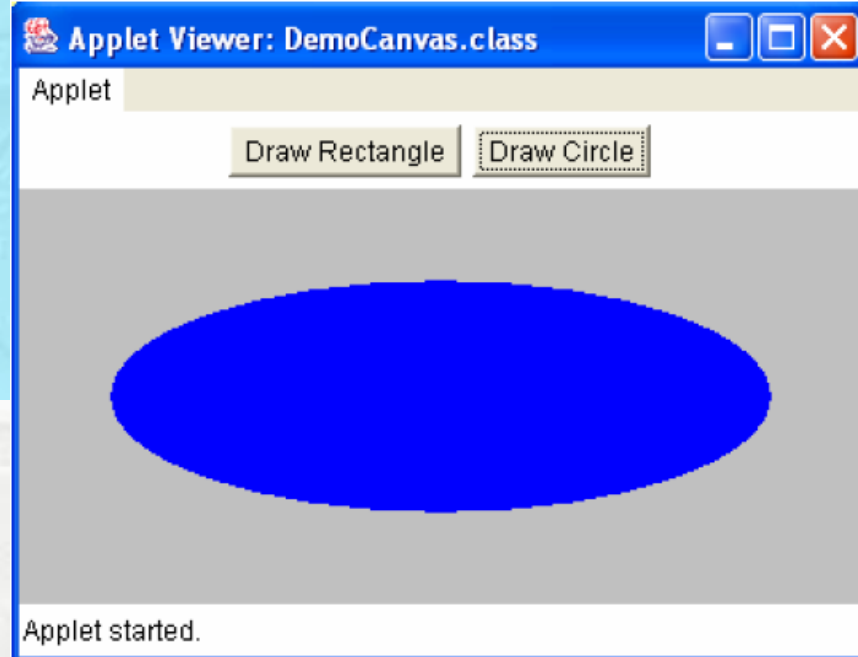 Applet Viewer: DemoCanvas.class
Applet
Draw Rectangle Draw Circle
Applet started.